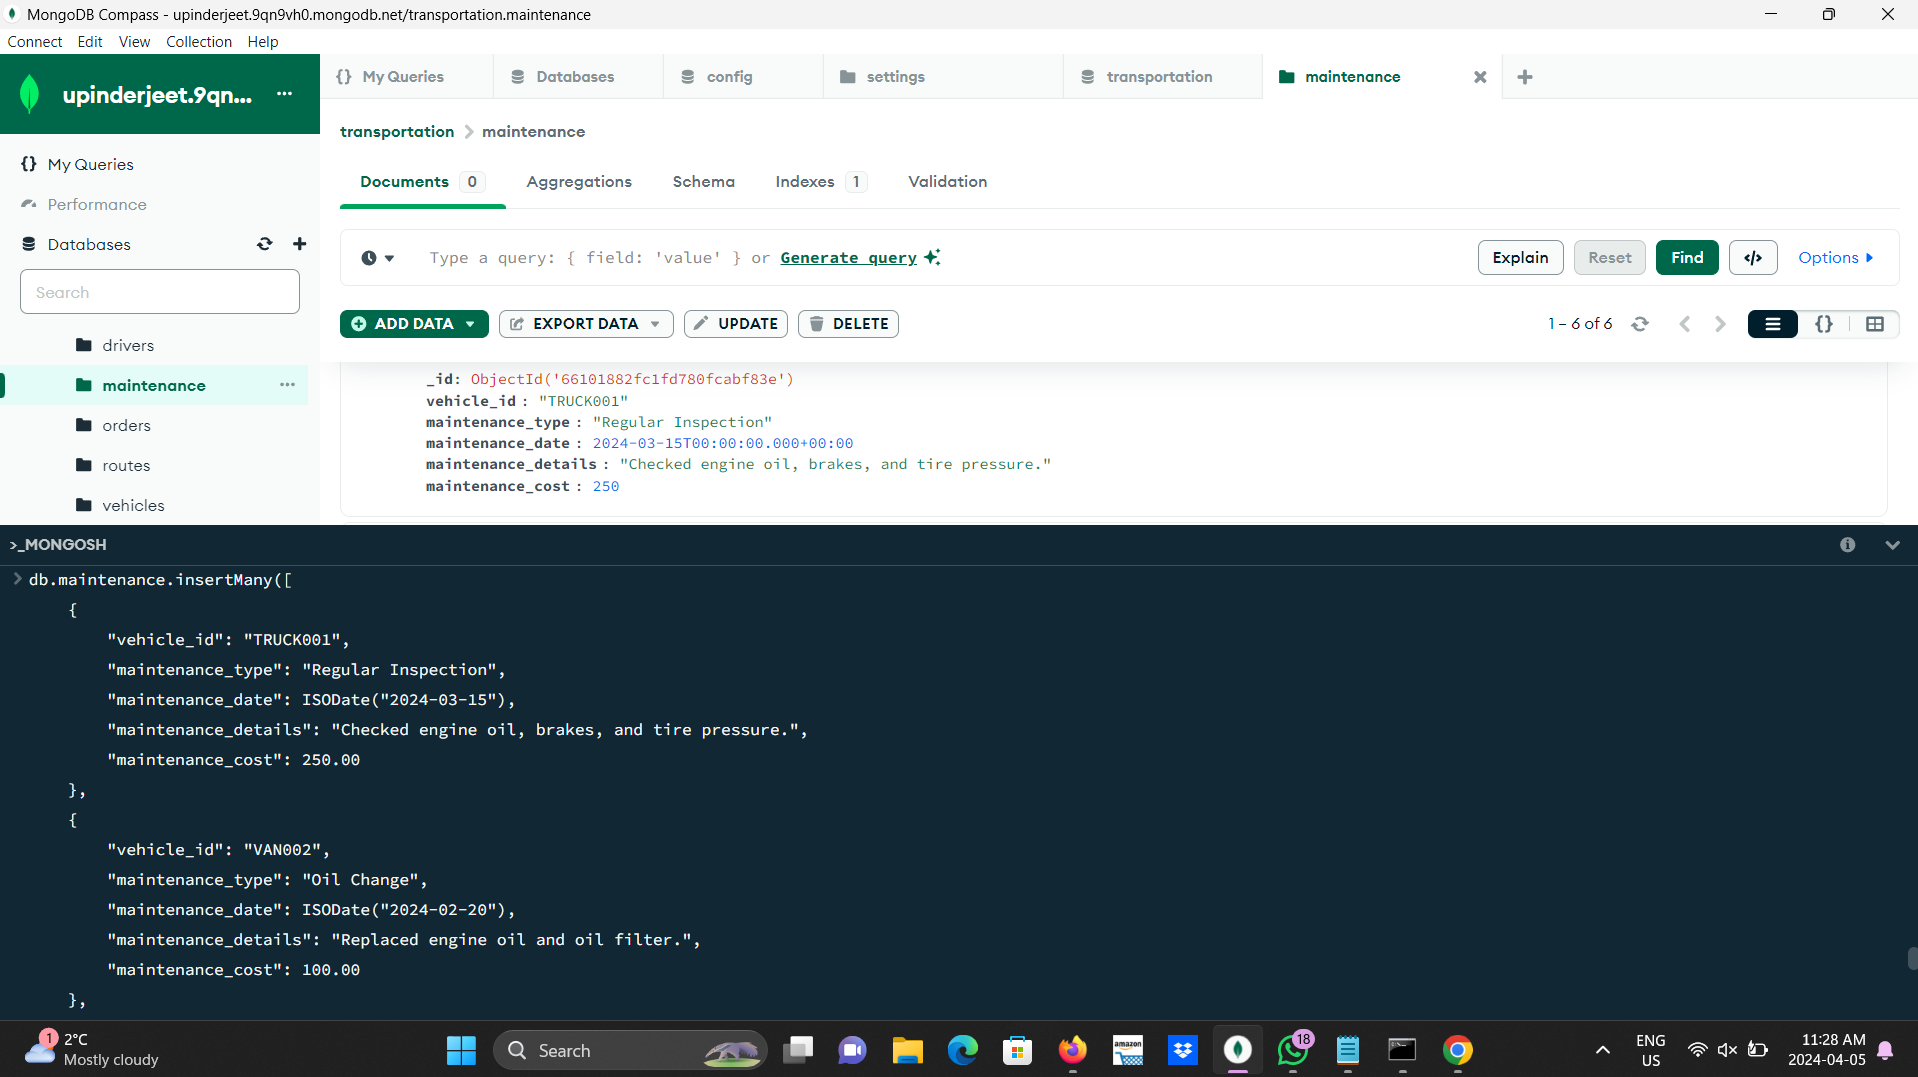 MongoDB Compass - upinderjeet.9qn9vh0.mongodb.net/transportation.maintenance
Connect Edit View Collection Help
upinderjeet.9qn... ...
{} My Queries
Databases
config
settings
transportation
maintenance
transportation > maintenance
{} My Queries
Performance
Databases
Search
drivers
maintenance ...
orders
routes
vehicles
Documents 0 Aggregations Schema Indexes 1 Validation
Type a query: { field: 'value' } or Generate query
Explain Reset Find </> Options
ADD DATA EXPORT DATA UPDATE DELETE
1 – 6 of 6
{}
_id: ObjectId('66101882fc1fd780fcabf83e')
vehicle_id : "TRUCK001"
maintenance_type : "Regular Inspection"
maintenance_date : 2024-03-15T00:00:00.000+00:00
maintenance_details : "Checked engine oil, brakes, and tire pressure."
maintenance_cost : 250
>_MONGOSH
> db.maintenance.insertMany([
{
"vehicle_id": "TRUCK001",
"maintenance_type": "Regular Inspection",
"maintenance_date": ISODate("2024-03-15"),
"maintenance_details": "Checked engine oil, brakes, and tire pressure.",
"maintenance_cost": 250.00
},
{
"vehicle_id": "VAN002",
"maintenance_type": "Oil Change",
"maintenance_date": ISODate("2024-02-20"),
"maintenance_details": "Replaced engine oil and oil filter.",
"maintenance_cost": 100.00
},
1
2°C
Mostly cloudy
Search
amazon
18
ENG
US
11:28 AM
2024-04-05